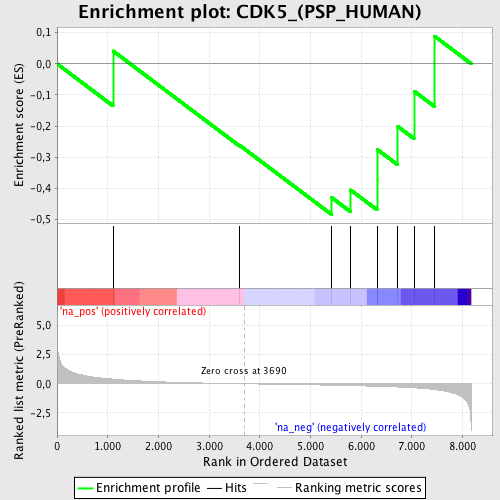 Enrichment plot: CDK5_(PSP_HUMAN)
Enrichment score (ES)
0,1
0,0
-0,1
-0,2
-0,3
-0,4
-0,5
'na_pos' (positively correlated)
Ranked list metric (PreRanked)
5,0
2,5
0,0
-2,5
Zero cross at 3690
'na_neg' (negatively correlated)
0 1.000 2.000 3.000 4.000 5.000 6.000 7.000 8.000
Rank in Ordered Dataset
Enrichment profile Hits Ranking metric scores